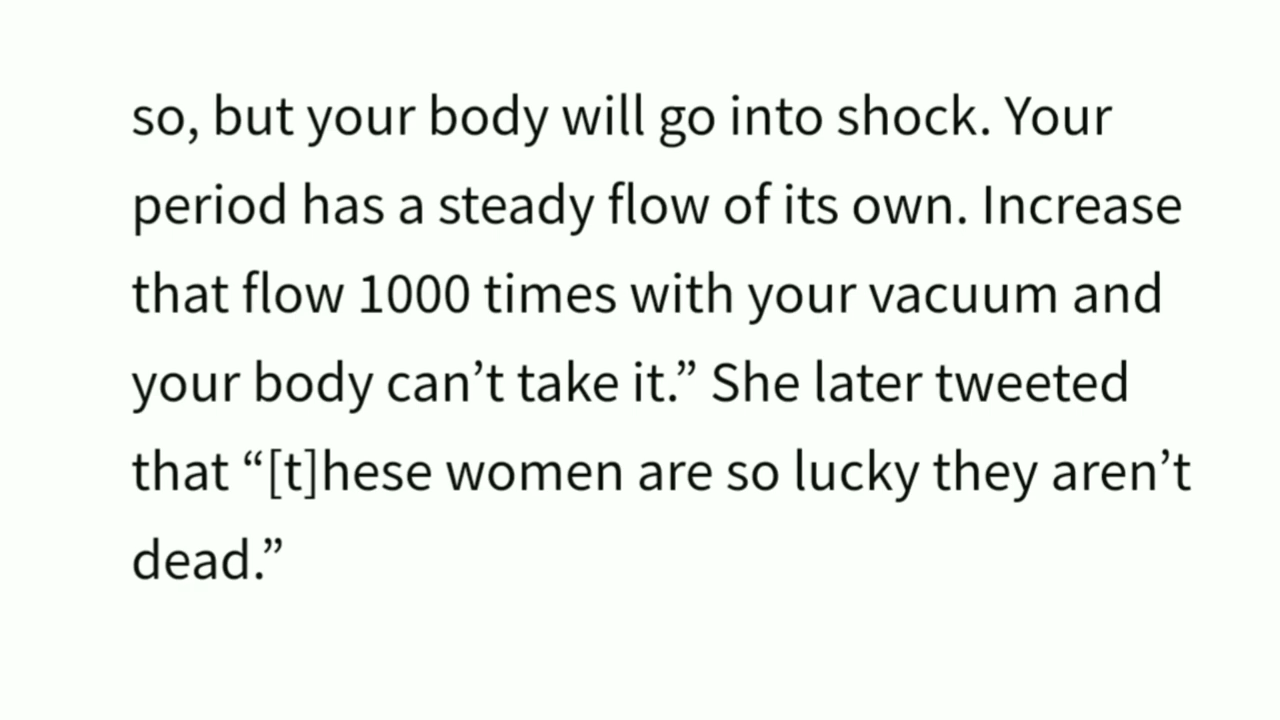 so, but your body will go into shock. Your
period has a steady flow of its own. Increase
that flow 1000 times with your vacuum and
your body can’t take it.” She later tweeted
that “[t]hese women are so lucky they aren’t
dead.”